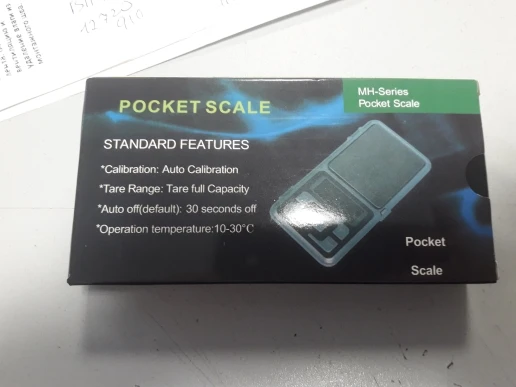 MH-Series
Pocket Scale
POCKET SCALE
STANDARD FEATURES
*Calibration: Auto Calibration
*Tare Range: Tare full Capacity
*Auto off(default): 30 seconds off
*Operation temperature:10-30°C
Pocket
Scale